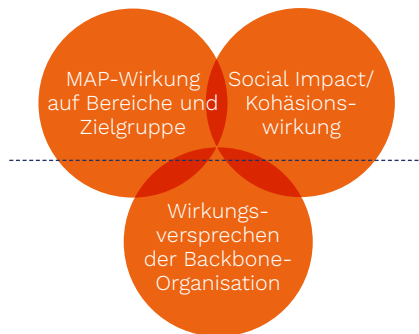 MAP-Wirkung
auf Bereiche und
Zielgruppe
Social Impact/
Kohäsions-
wirkung
Wirkungs-
versprechen
der Backbone-
Organisation